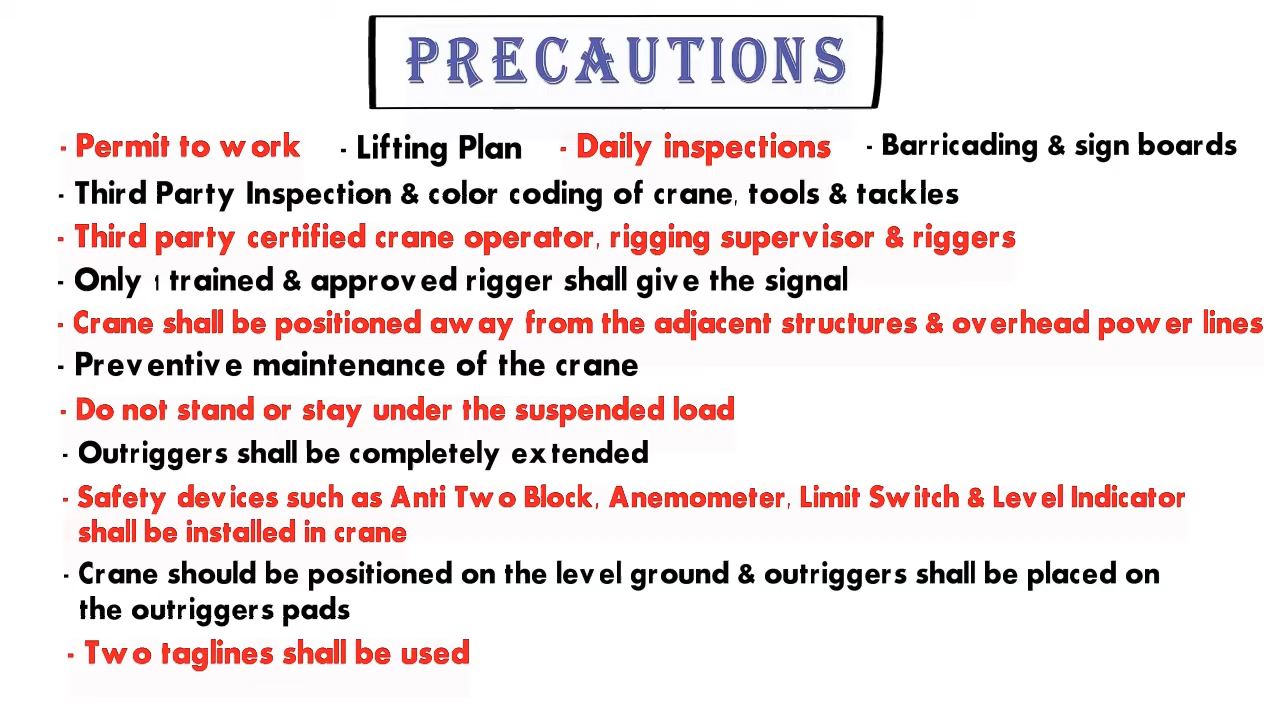 PRECAUTIONS
- Permit to work - Lifting Plan - Daily inspections - Barricading & sign boards
- Third Party Inspection & color coding of crane, tools & tackles
- Third party certified crane operator, rigging supervisor & riggers
- Only 1 trained & approved rigger shall give the signal
- Crane shall be positioned away from the adjacent structures & overhead power lines
- Preventive maintenance of the crane
- Do not stand or stay under the suspended load
- Outriggers shall be completely extended
- Safety devices such as Anti Two Block, Anemometer, Limit Switch & Level Indicator
shall be installed in crane
- Crane should be positioned on the level ground & outriggers shall be placed on
the outriggers pads
- Two taglines shall be used